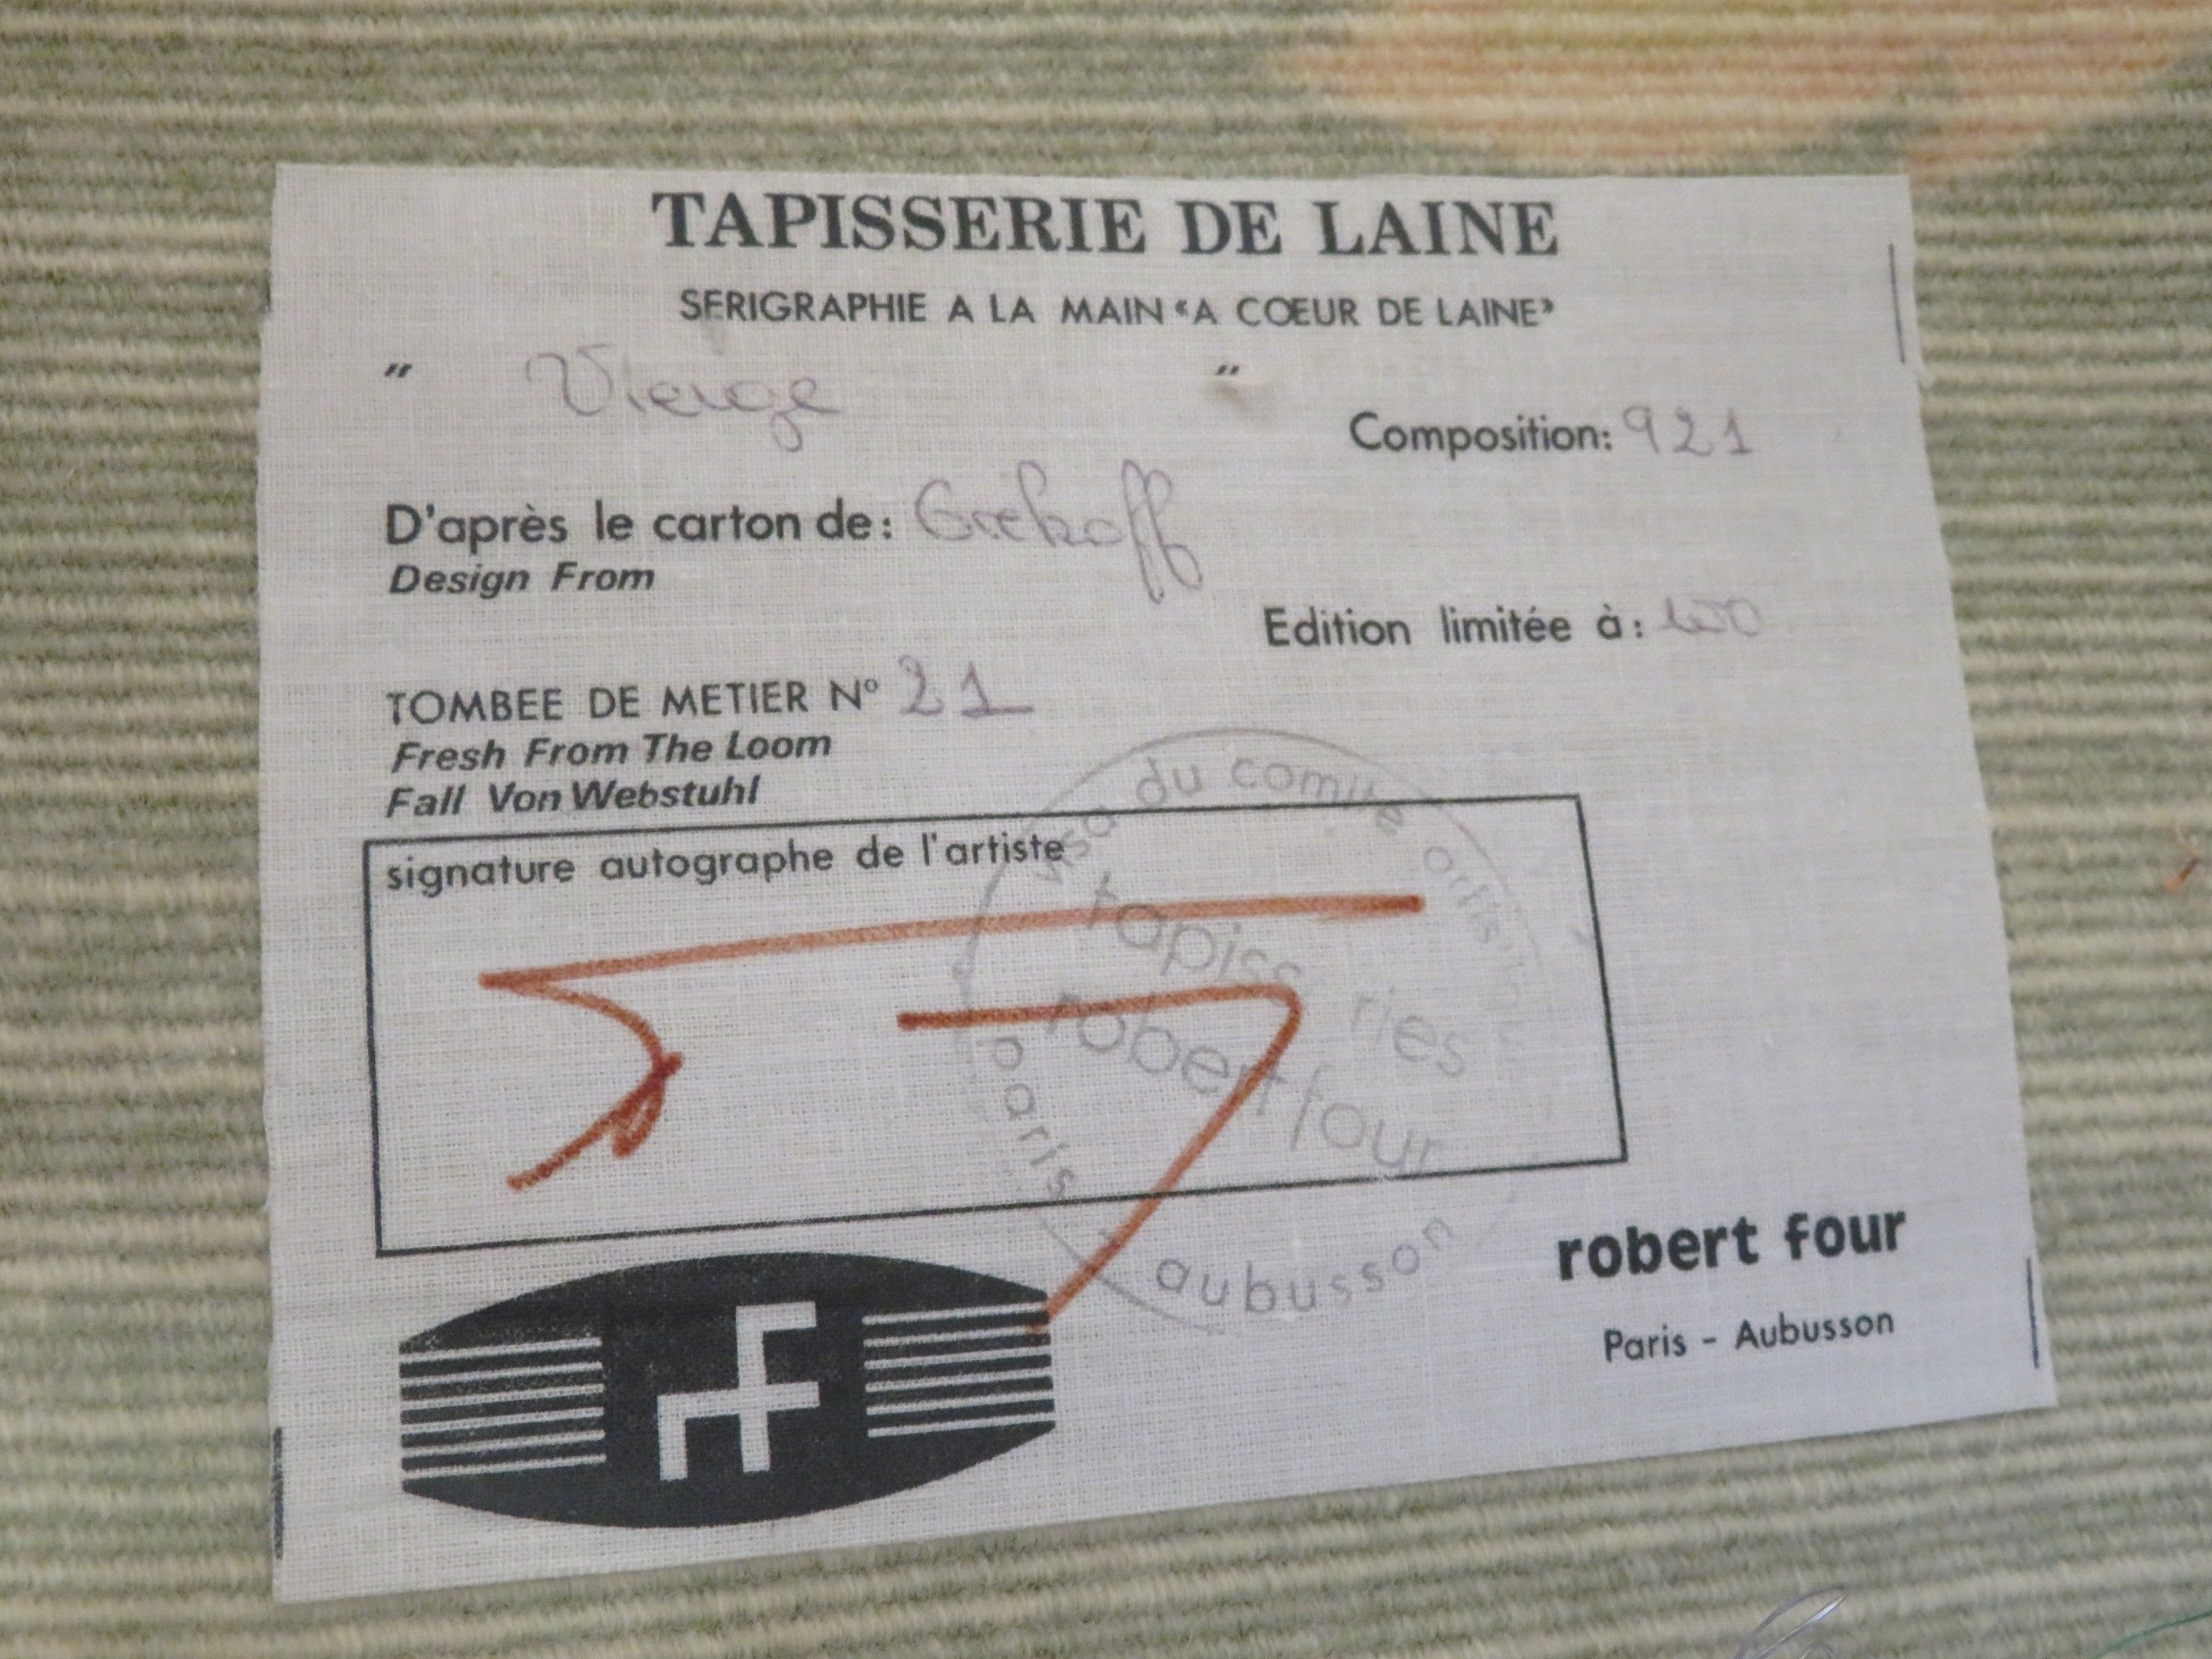 TAPISSERIE DE LAINE
SERIGRAPHIE A LA MAIN «A COEUR DE LAINE»
" Vierge "
Composition: 921
D'après le carton de:
Design From
Edition limitée à:
TOMBEE DE METIER N° 21
Fresh From The Loom
Fall Von Webstuhl
signature autographe de l'artiste
visa du comité artistique
tapisseries
robert four
paris
aubusson
robert four
Paris - Aubusson